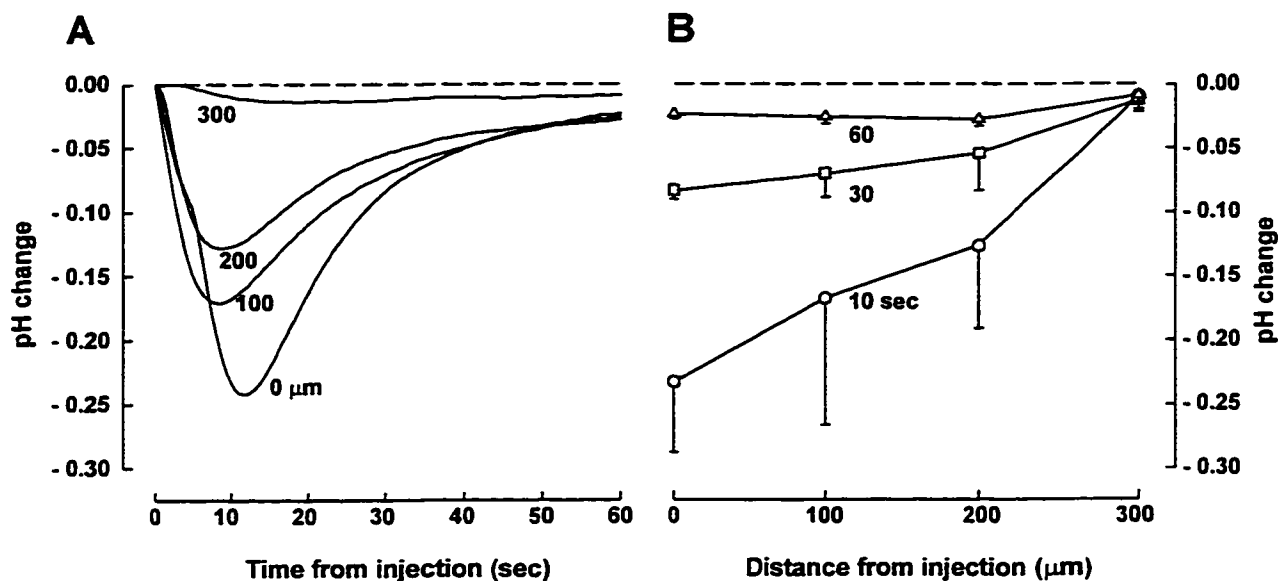 A
B
0.00
- 0.05
- 0.10
- 0.15
- 0.20
- 0.25
- 0.30
pH change
300
200
100
0 μm
0 10 20 30 40 50 60
Time from injection (sec)
60
30
10 sec
0 100 200 300
Distance from injection (μm)
0.00
- 0.05
- 0.10
- 0.15
- 0.20
- 0.25
- 0.30
pH change